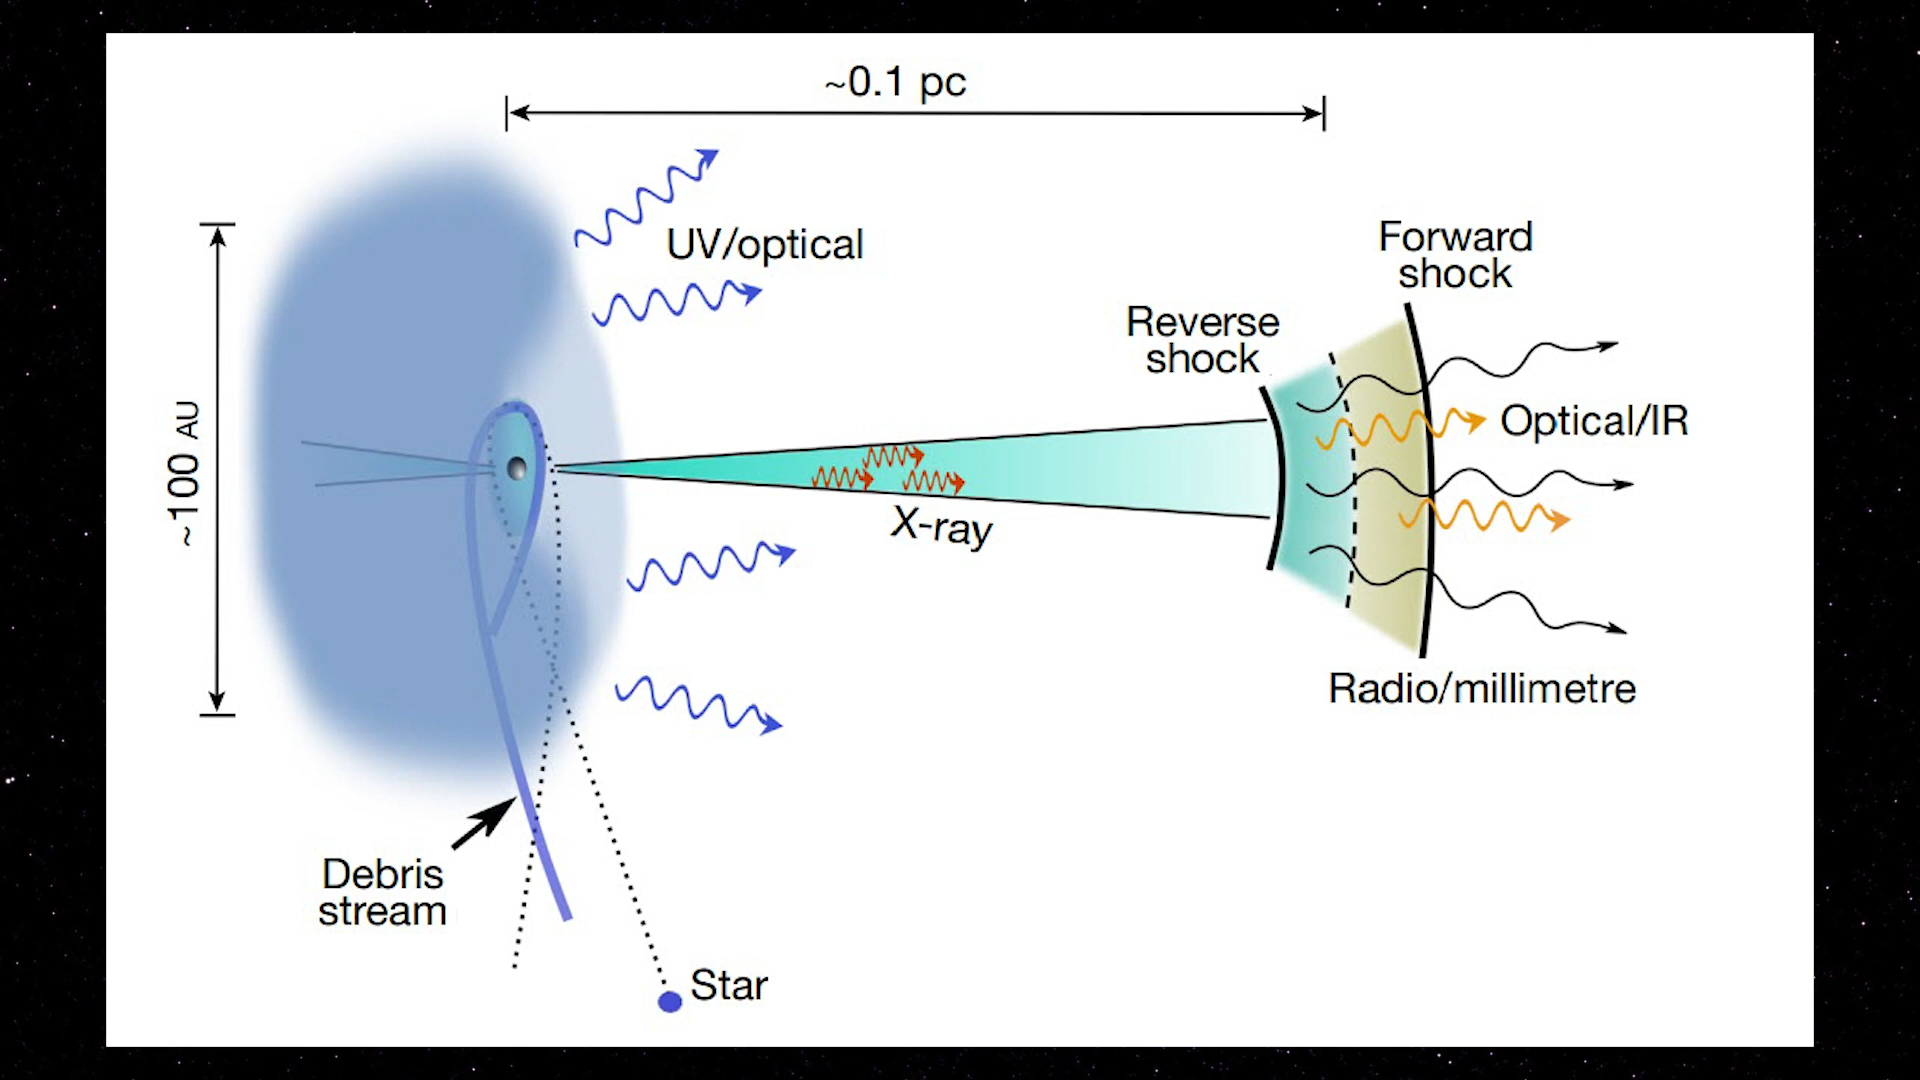 ~0.1 pc
UV/optical
Forward
shock
Reverse
shock
Optical/IR
~100 AU
X-ray
Radio/millimetre
Debris
stream
Star